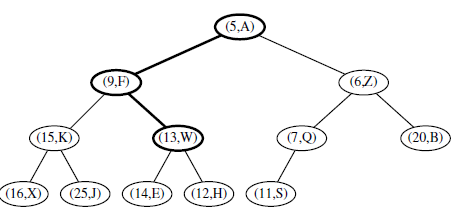 (5,A)
(9,F) (6,Z)
(15,K) (13,W) (7,Q) (20,B)
(16,X) (25,J) (14,E) (12,H) (11,S)